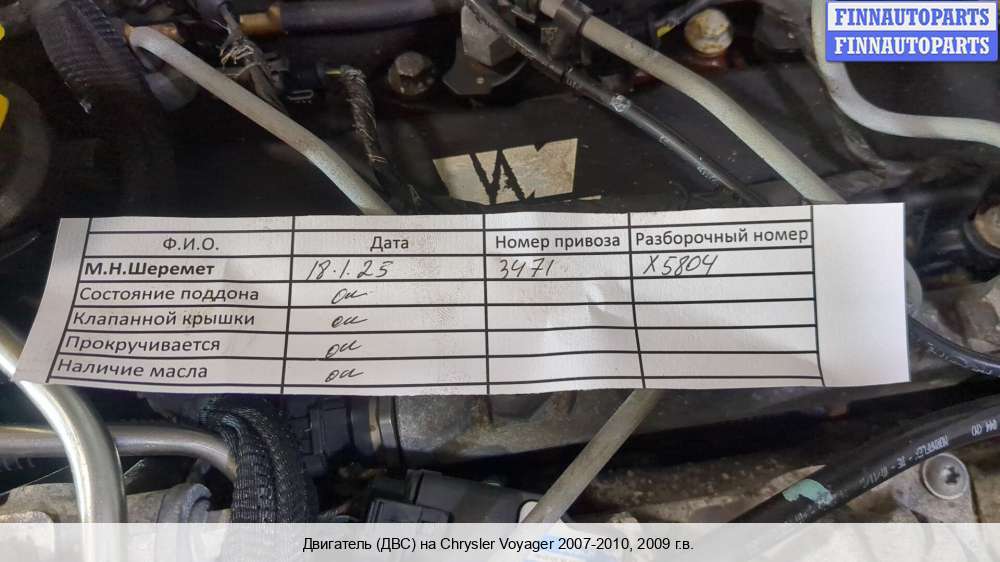 FINNAUTOPARTS
FINNAUTOPARTS
Ф.И.О. Дата Номер привоза Разборочный номер
М.Н.Шеремет 18.1.25 3471 X5804
Состояние поддона ок
Клапанной крышки ок
Прокручивается ок
Наличие масла ок
Двигатель (ДВС) на Chrysler Voyager 2007-2010, 2009 г.в.